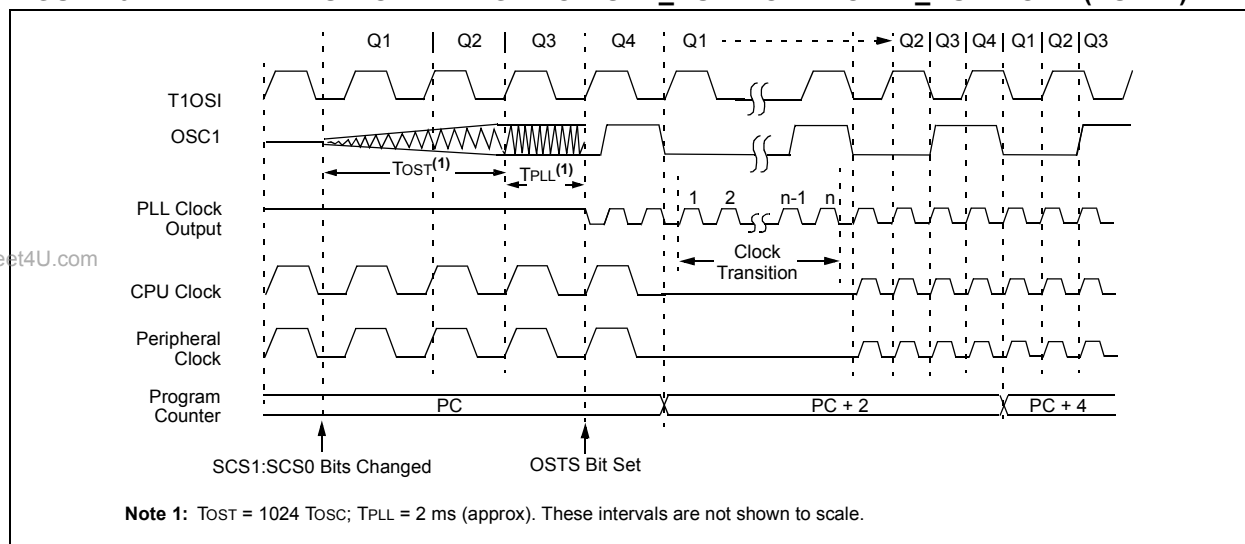 Q1 Q2 Q3 Q4 Q1 Q2 Q3 Q4 Q1 Q2 Q3
T1OSI
OSC1
TOST(1) TPLL(1)
1 2 n-1 n
PLL Clock
Output
eet4U.com
Clock
Transition
CPU Clock
Peripheral
Clock
Program
Counter
PC PC + 2 PC + 4
SCS1:SCS0 Bits Changed OSTS Bit Set
Note 1: TOST = 1024 TOSC; TPLL = 2 ms (approx). These intervals are not shown to scale.